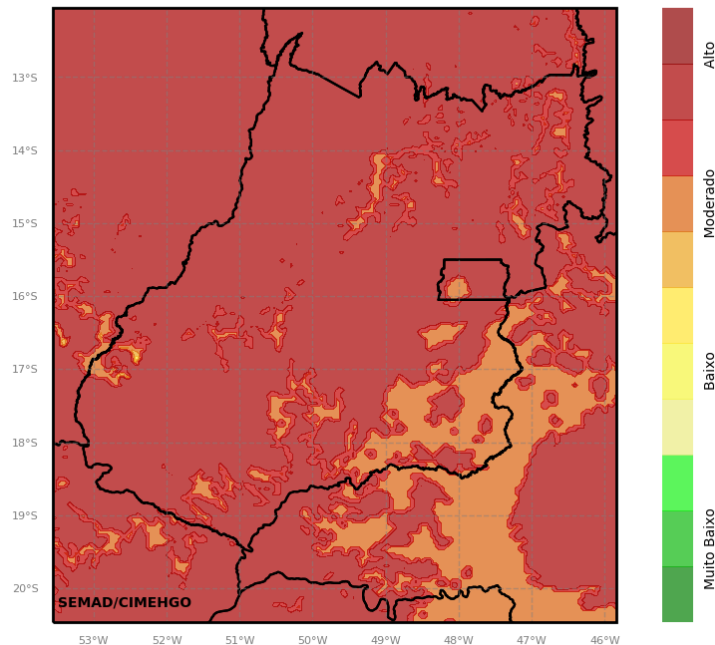 13°S
14°S
15°S
16°S
17°S
18°S
19°S
20°S
SEMAD/CIMEHGO
53°W
52°W
51°W
50°W
49°W
48°W
47°W
46°W
Alto
Moderado
Baixo
Muito Baixo